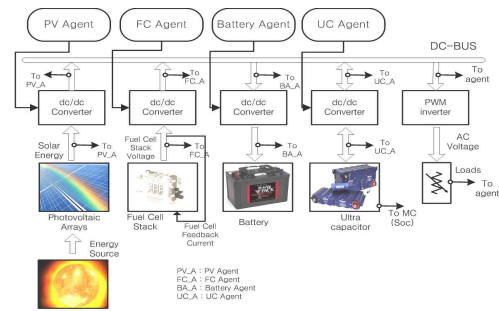 PV Agent
FC Agent
Battery Agent
UC Agent
DC-BUS
To
PV_A
To
FC_A
To
BA_A
To
UC_A
To
agent
dc/dc
Converter
dc/dc
Converter
dc/dc
Converter
dc/dc
Converter
PWM
inverter
Solar
Energy
To
PV_A
Fuel Cell
Stack
Voltage
To
FC_A
To
BA_A
To
UC_A
AC
Voltage
Loads
To
agent
Photovoltaic
Arrays
Fuel Cell
Stack
Battery
Ultra
capacitor
To MC
(Soc)
Fuel Cell
Feedback
Current
Energy
Source
PV_A : PV Agent
FC_A : FC Agent
BA_A : Battery Agent
UC_A : UC Agent